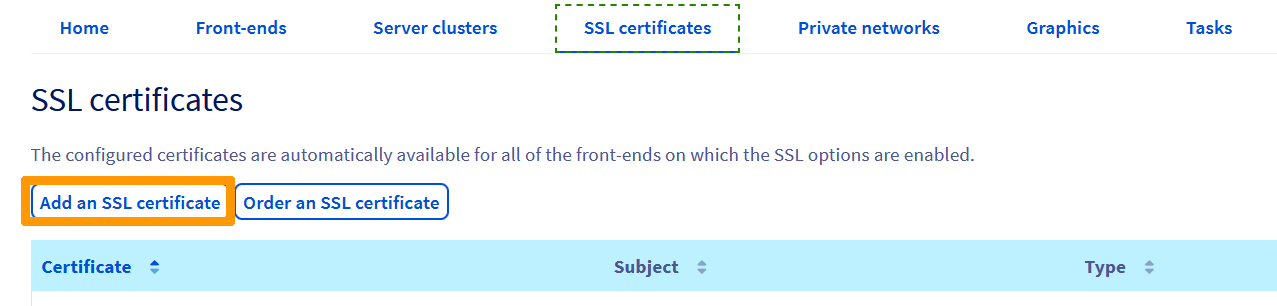 Home Front-ends Server clusters SSL certificates Private networks Graphics Tasks
SSL certificates
The configured certificates are automatically available for all of the front-ends on which the SSL options are enabled.
Add an SSL certificate Order an SSL certificate
Certificate Subject Type